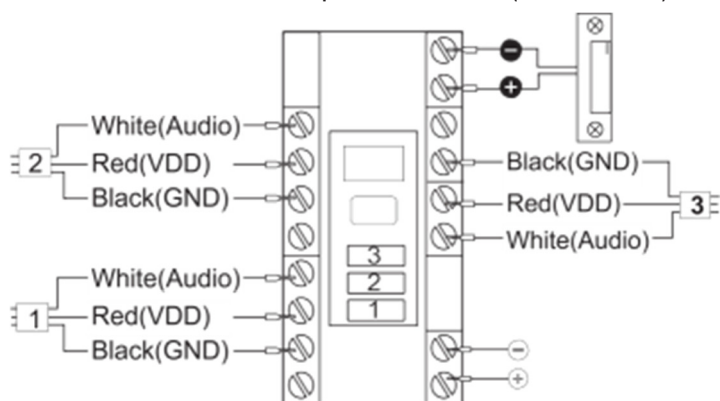 White(Audio)
Red(VDD)
Black(GND)
2
White(Audio)
Red(VDD)
Black(GND)
1
3
2
1
−
+
Black(GND)
Red(VDD)
White(Audio)
3
−
+